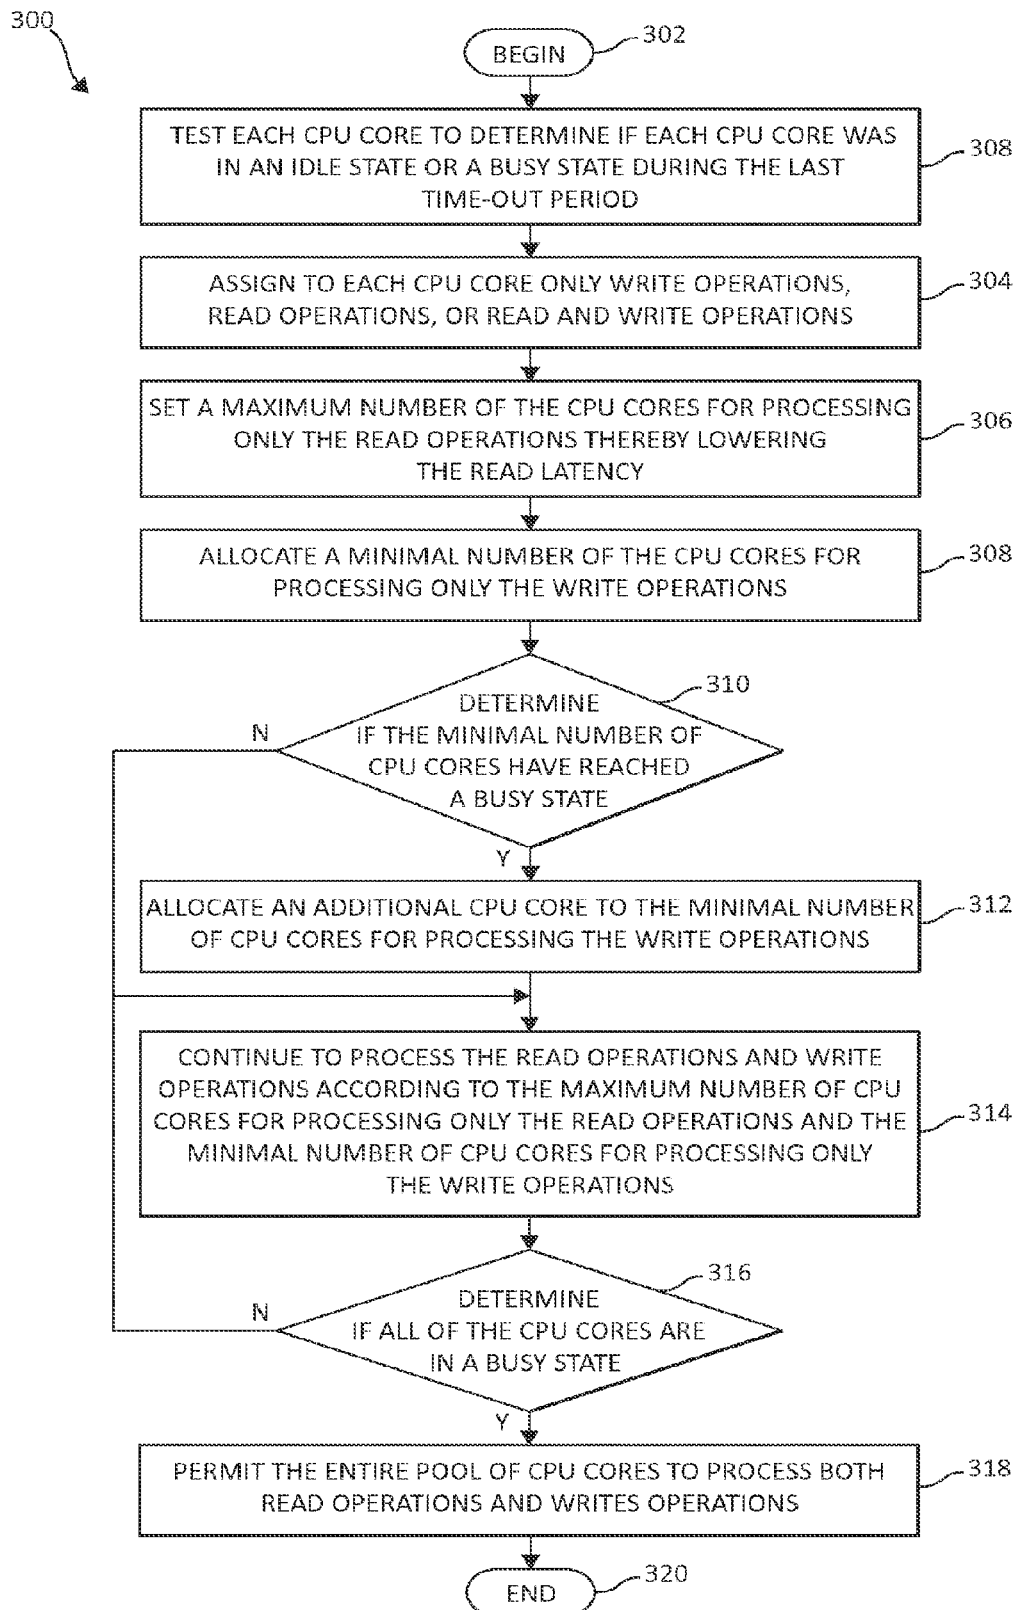 300
BEGIN
302
TEST EACH CPU CORE TO DETERMINE IF EACH CPU CORE WAS
IN AN IDLE STATE OR A BUSY STATE DURING THE LAST
TIME-OUT PERIOD
308
ASSIGN TO EACH CPU CORE ONLY WRITE OPERATIONS,
READ OPERATIONS, OR READ AND WRITE OPERATIONS
304
SET A MAXIMUM NUMBER OF THE CPU CORES FOR PROCESSING
ONLY THE READ OPERATIONS THEREBY LOWERING
THE READ LATENCY
306
ALLOCATE A MINIMAL NUMBER OF THE CPU CORES FOR
PROCESSING ONLY THE WRITE OPERATIONS
308
310
DETERMINE
IF THE MINIMAL NUMBER OF
CPU CORES HAVE REACHED
A BUSY STATE
N
Y
ALLOCATE AN ADDITIONAL CPU CORE TO THE MINIMAL NUMBER
OF CPU CORES FOR PROCESSING THE WRITE OPERATIONS
312
CONTINUE TO PROCESS THE READ OPERATIONS AND WRITE
OPERATIONS ACCORDING TO THE MAXIMUM NUMBER OF CPU
CORES FOR PROCESSING ONLY THE READ OPERATIONS AND THE
MINIMAL NUMBER OF CPU CORES FOR PROCESSING ONLY
THE WRITE OPERATIONS
314
316
DETERMINE
IF ALL OF THE CPU CORES ARE
IN A BUSY STATE
N
Y
PERMIT THE ENTIRE POOL OF CPU CORES TO PROCESS BOTH
READ OPERATIONS AND WRITES OPERATIONS
318
END
320